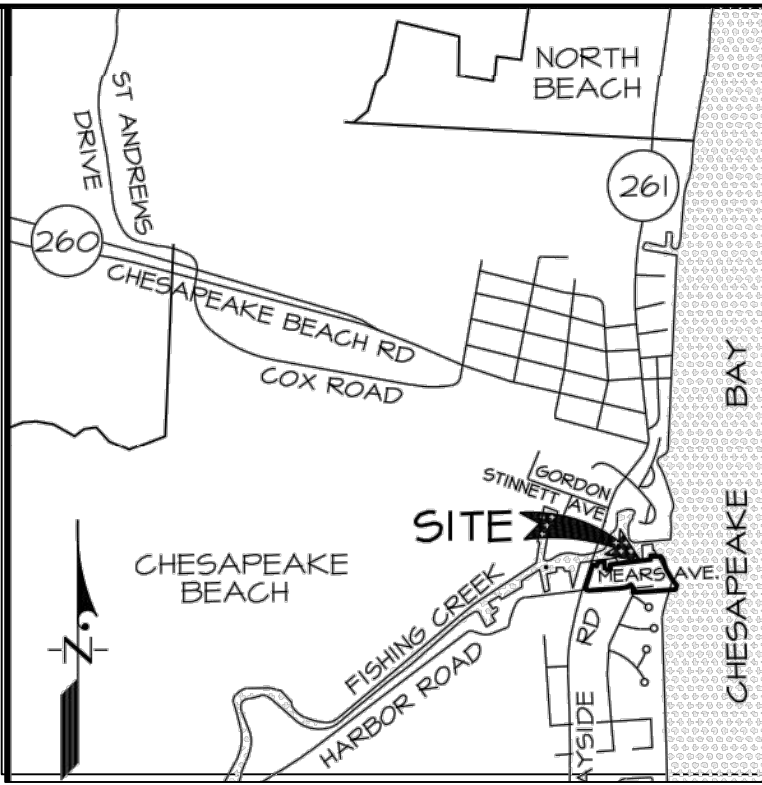 NORTH
BEACH
ST ANDREWS
DRIVE
261
260
CHESAPEAKE BEACH RD
COX ROAD
CHESAPEAKE BAY
GORDON
STINNETT AVE
SITE
CHESAPEAKE
BEACH
MEARS AVE.
FISHING CREEK
HARBOR ROAD
AYSIDE RD
N